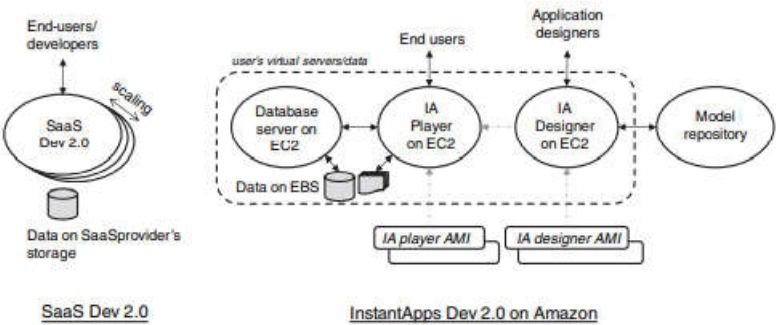 End-users/
developers
scaling
SaaS
Dev 2.0
Data on SaaSprovider's
storage
SaaS Dev 2.0
Application
designers
End users
user's virtual servers/data
Database
server on
EC2
IA
Player
on EC2
IA
Designer
on EC2
Model
repository
Data on EBS
IA player AMI
IA designer AMI
InstantApps Dev 2.0 on Amazon